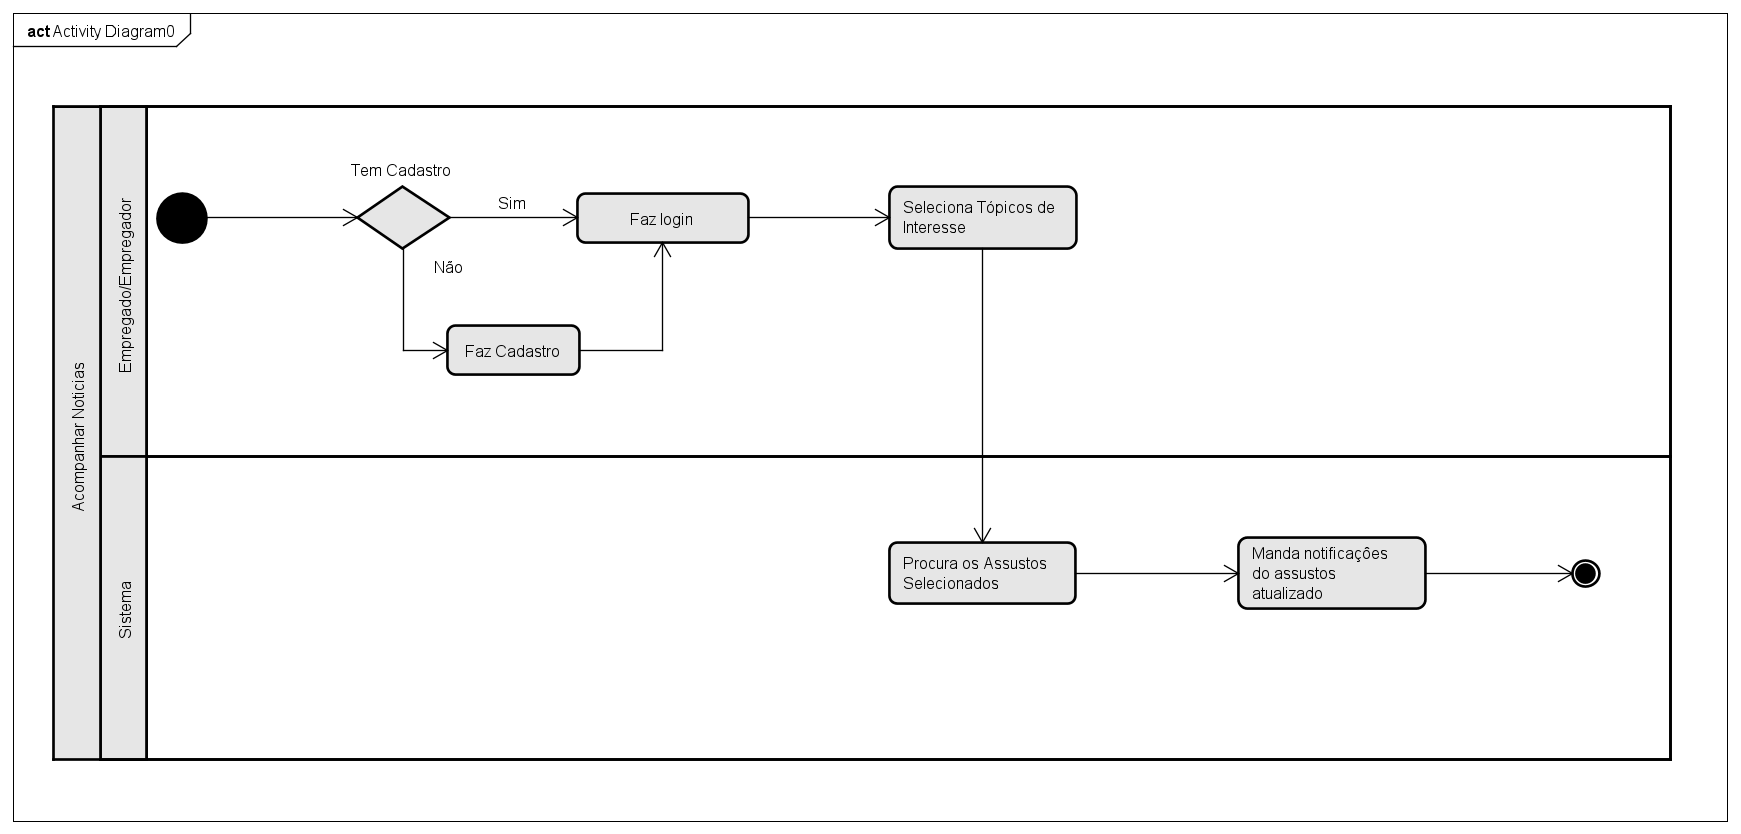 act Activity Diagram0
Acompanhar Noticias
Empregado/Empregador
Tem Cadastro
Sim
Faz login
Seleciona Tópicos de
Interesse
Não
Faz Cadastro
Sistema
Procura os Assustos
Selecionados
Manda notificações
do assustos
atualizado